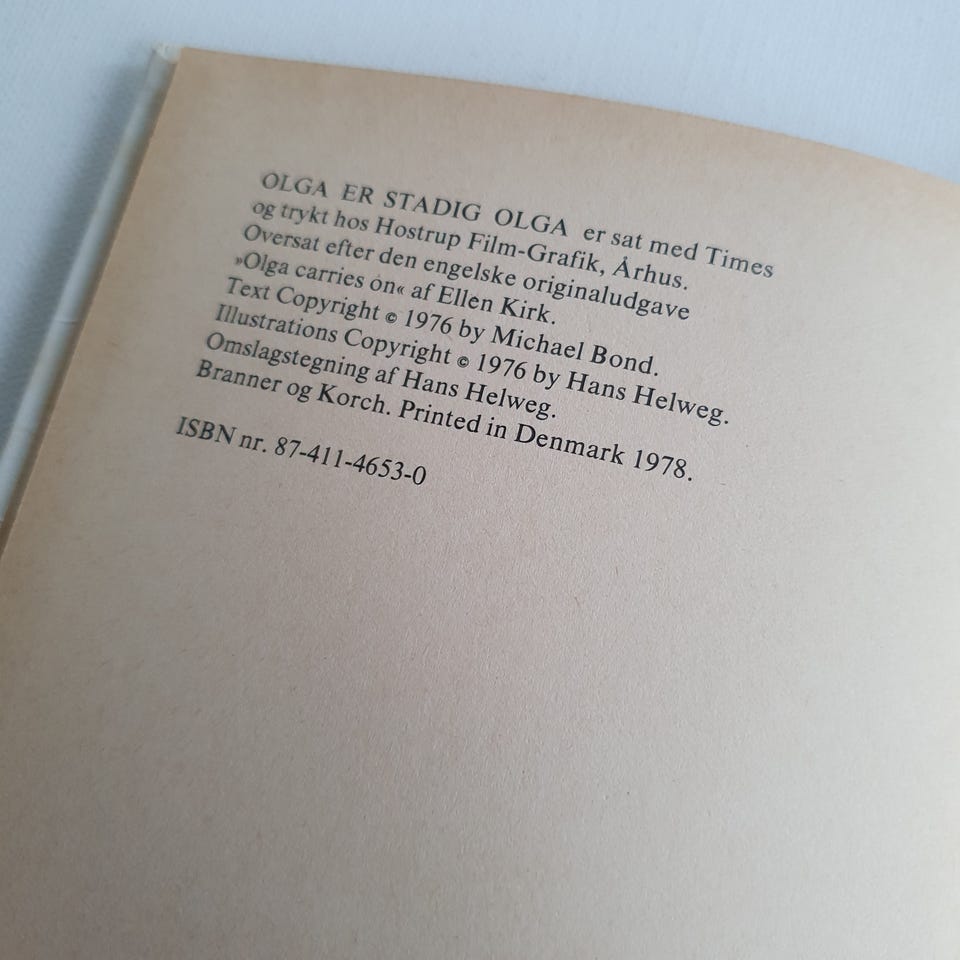 OLGA ER STADIG OLGA er sat med Times
og trykt hos Hostrup Film-Grafik, Århus.
Oversat efter den engelske originaludgave
»Olga carries on« af Ellen Kirk.
Text Copyright © 1976 by Michael Bond.
Illustrations Copyright © 1976 by Hans Helweg.
Omslagstegning af Hans Helweg.
Branner og Korch. Printed in Denmark 1978.
ISBN nr. 87-411-4653-0